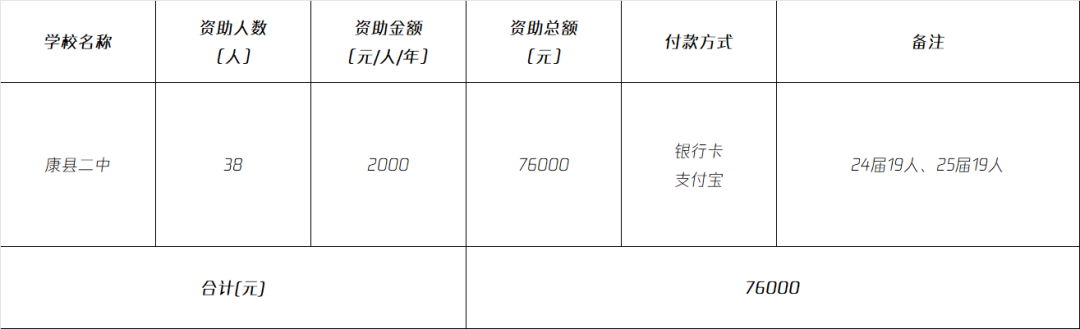 学校名称
资助人数
(人)
资助金额
(元/人/年)
资助总额
(元)
付款方式
备注
康县二中
38
2000
76000
银行卡
支付宝
24届19人、25届19人
合计(元)
76000